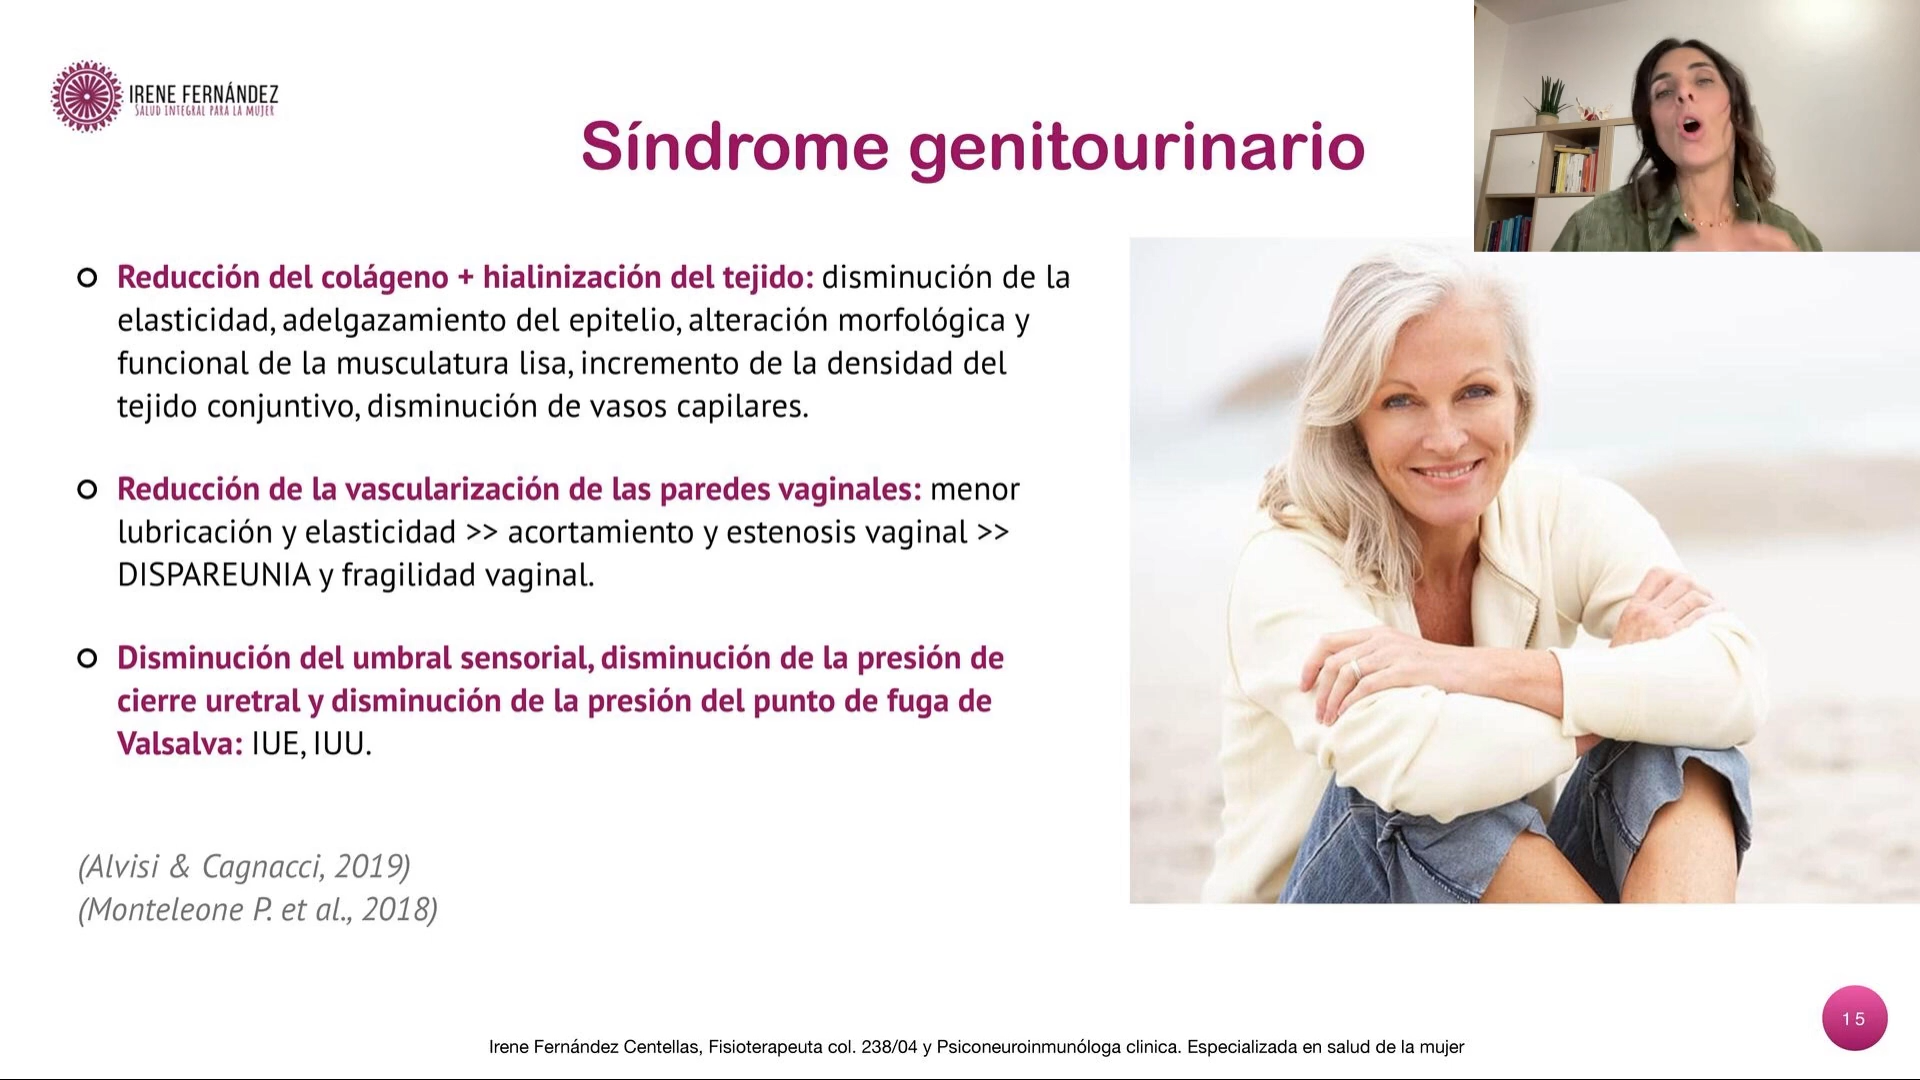 IRENE FERNÁNDEZ
SALUD INTEGRAL PARA LA MUJER
Síndrome genitourinario
Reducción del colágeno + hialinización del tejido: disminución de la
elasticidad, adelgazamiento del epitelio, alteración morfológica y
funcional de la musculatura lisa, incremento de la densidad del
tejido conjuntivo, disminución de vasos capilares.
Reducción de la vascularización de las paredes vaginales: menor
lubricación y elasticidad >> acortamiento y estenosis vaginal >>
DISPAREUNIA y fragilidad vaginal.
Disminución del umbral sensorial, disminución de la presión de
cierre uretral y disminución de la presión del punto de fuga de
Valsalva: IUE, IUU.
(Alvisi & Cagnacci, 2019)
(Monteleone P. et al., 2018)
15
Irene Fernández Centellas, Fisioterapeuta col. 238/04 y Psiconeuroinmunóloga clinica. Especializada en salud de la mujer